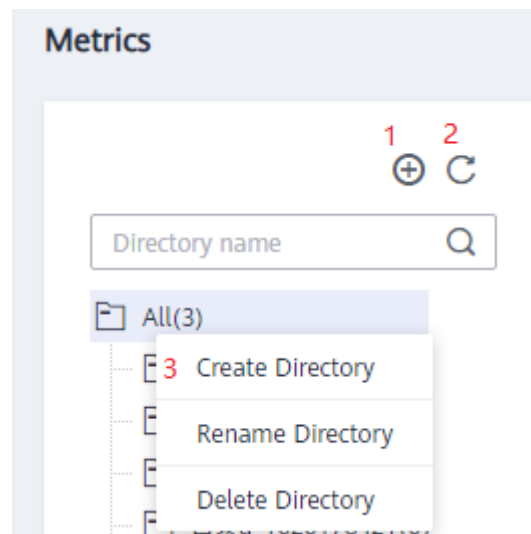 Metrics
1 2
Directory name
All(3)
3 Create Directory
Rename Directory
Delete Directory